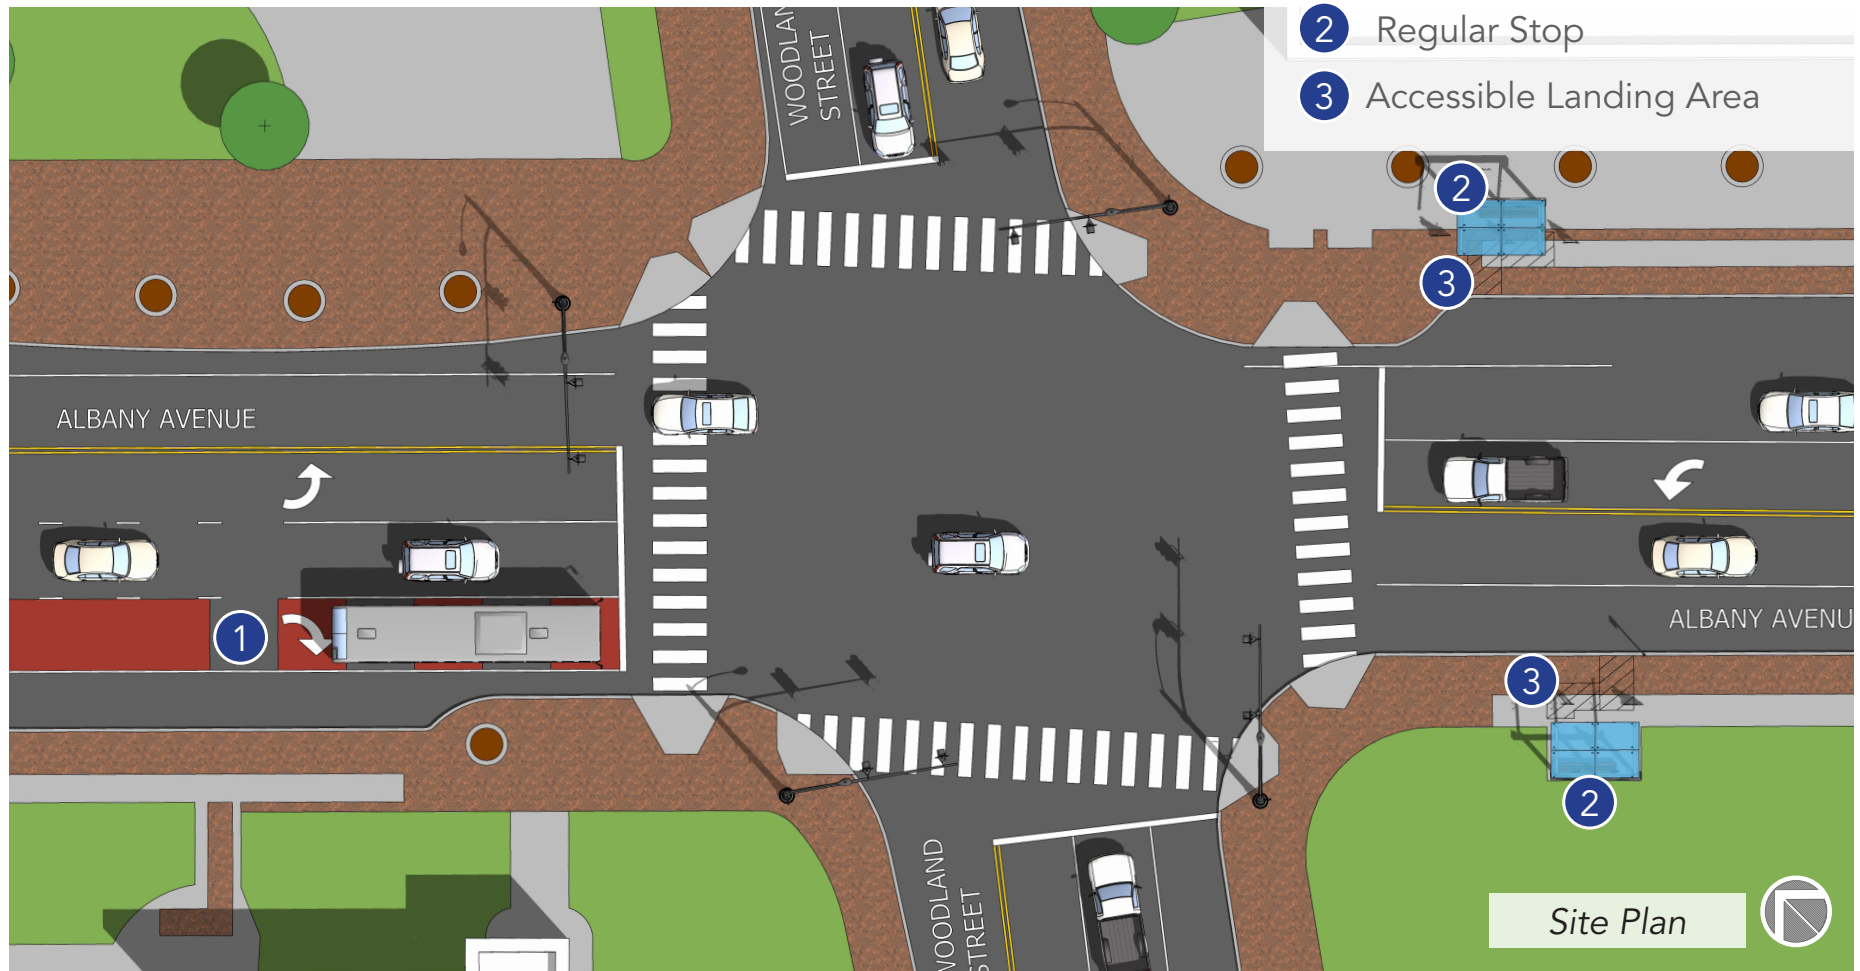 2 Regular Stop
3 Accessible Landing Area
WOODLAN
STREET
2
3
ALBANY AVENUE
1
ALBANY AVENU
3
2
WOODLAND
STREET
Site Plan